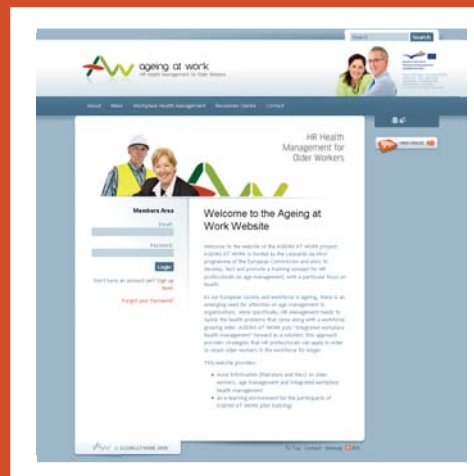 Search
Search
ageing at work
HR Health Management for Older Workers
About News Workplace Health Management Resources Centre Contact
HR Health
Management for
Older Workers
Members Area
Email:
Password:
Login
Don't have an account yet? Sign up
Now!
Forgot your Password?
Welcome to the Ageing at
Work Website
Welcome to the website of the AGEING AT WORK project.
AGEING AT WORK is funded by the Leonardo da Vinci
programme of the European Commission and aims to
develop, test and promote a training concept for HR
professionals on age management, with a particular focus on
health.
As our European society and workforce is ageing, there is an
emerging need for attention on age management in
organisations. More specifically, HR management needs to
tackle the health problems that come along with a workforce
growing older. AGEING AT WORK puts "integrated workplace
health management" forward as a solution: this approach
provides strategies that HR professionals can apply in order
to retain older workers in the workforce for longer.
This website provides:
more information (literature and links) on older
workers, age management and integrated workplace
health management
an e-learning environment for the participants of
AGEING AT WORK pilot trainings
© AGEINGATWORK 2010
To Top Contact Sitemap RSS